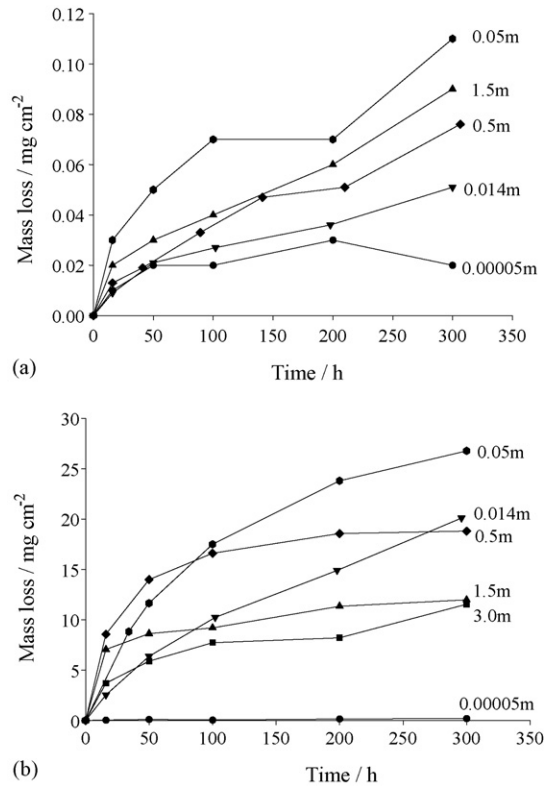 0.12
0.10
0.08
0.06
0.04
0.02
0.00
Mass loss / mg cm⁻²
0.05m
1.5m
0.5m
0.014m
0.00005m
0 50 100 150 200 250 300 350
Time / h
(a)
30
25
20
15
10
5
0
Mass loss / mg cm⁻²
0.05m
0.014m
0.5m
1.5m
3.0m
0.00005m
0 50 100 150 200 250 300 350
Time / h
(b)